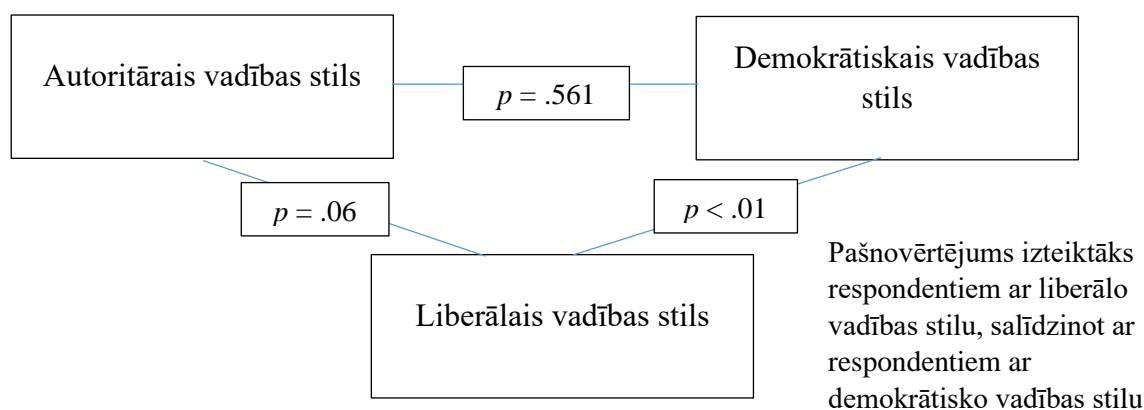 Autoritārais vadības stils
Demokrātiskais vadības
stils
p = .561
p = .06
p < .01
Liberālais vadības stils
Pašnovērtējums izteiktāks
respondentiem ar liberālo
vadības stilu, salīdzinot ar
respondentiem ar
demokrātisko vadības stilu